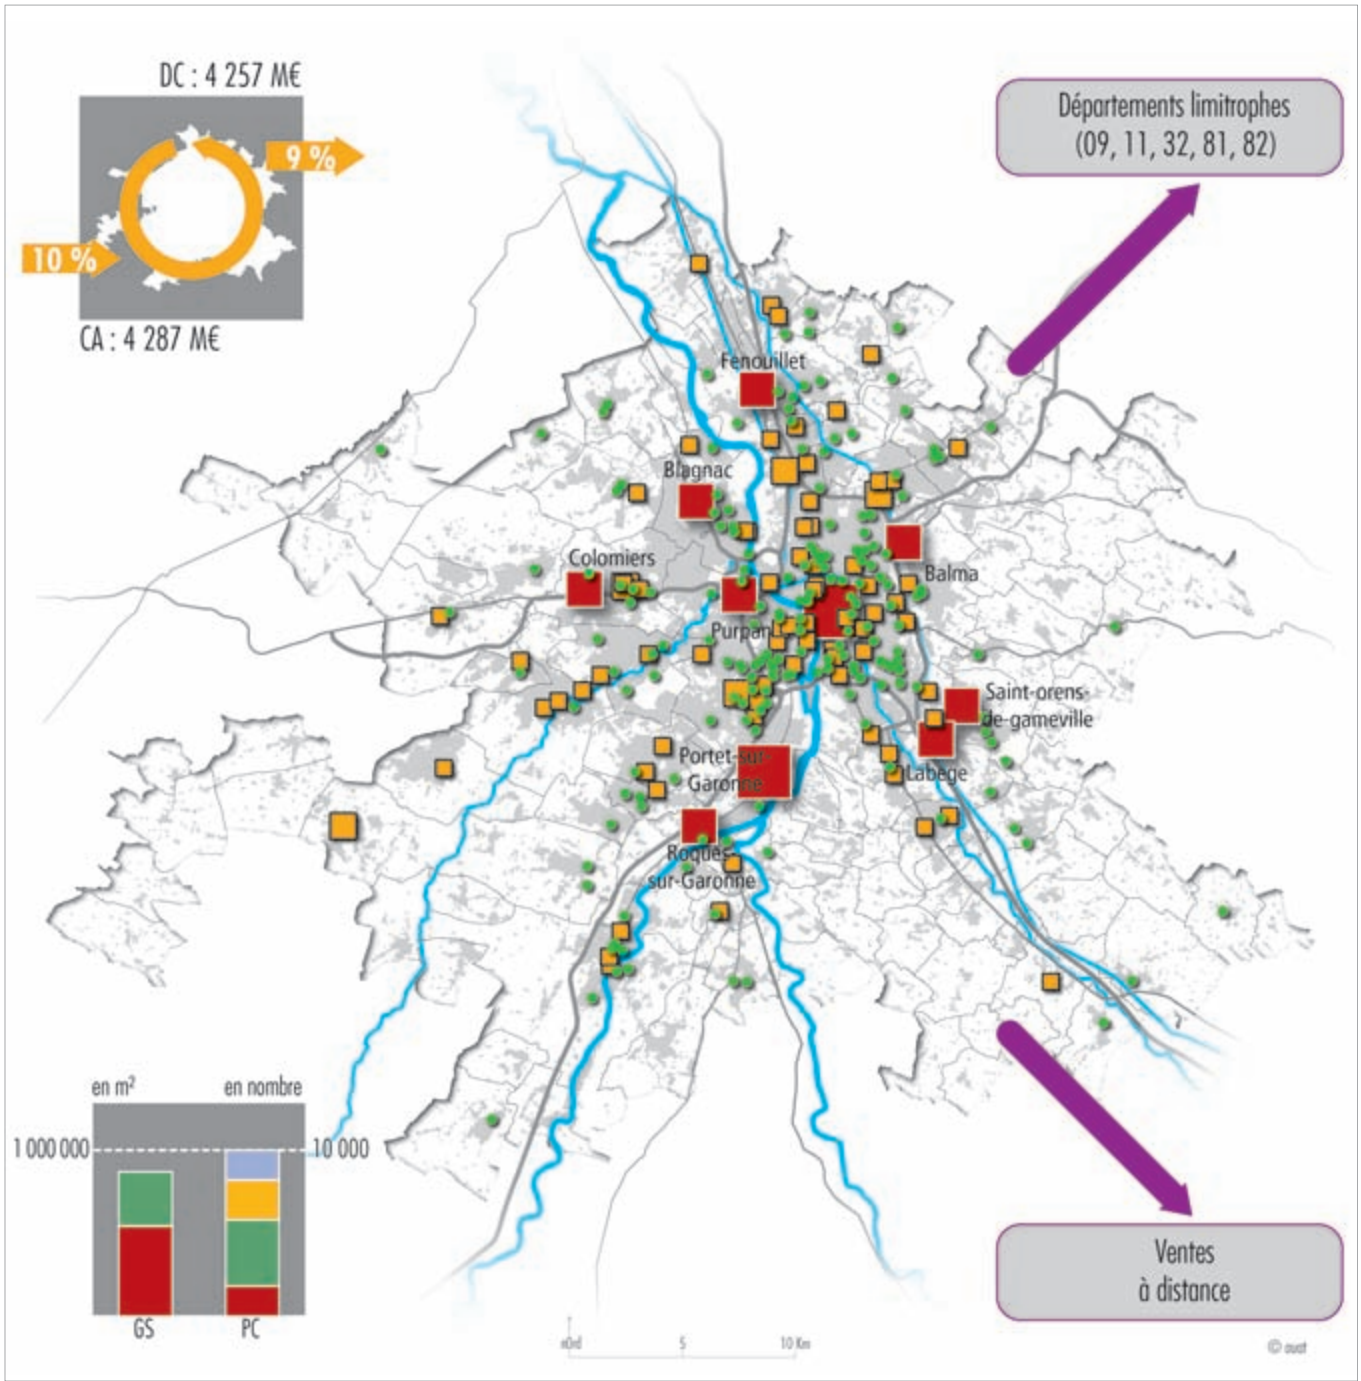 DC : 4 257 M€
9 %
10 %
CA : 4 287 M€
Départements limitrophes
(09, 11, 32, 81, 82)
Fenouillet
Blagnac
Colomiers
Balma
Purpan
Saint-orens-
de-gameville
Portet-sur-
Garonne
Labège
Roques-
sur-Garonne
en m²
en nombre
1 000 000
10 000
GS
PC
Ventes
à distance
5
10 Km
© auat